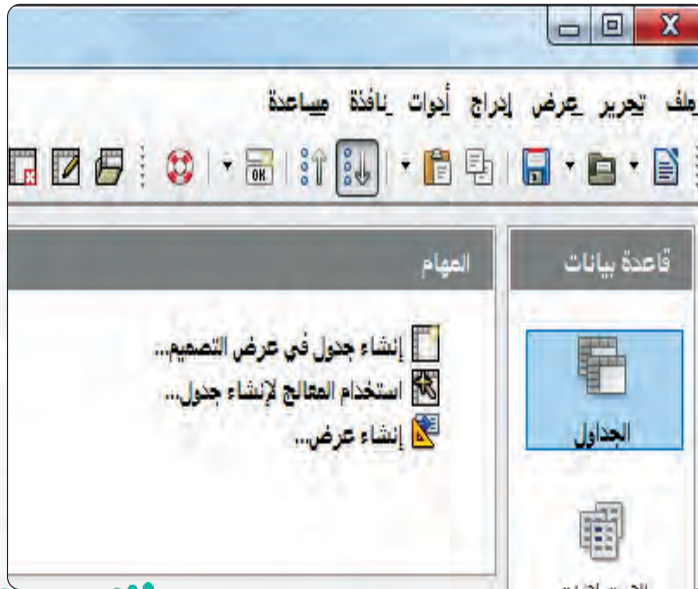 ملف تحرير عرض إدراج أدوات نافذة مساعدة
OK
قاعدة بيانات
المهام
الجداول
إنشاء جدول في عرض التصميم...
استخدام المعالج لإنشاء جدول...
إنشاء عرض...